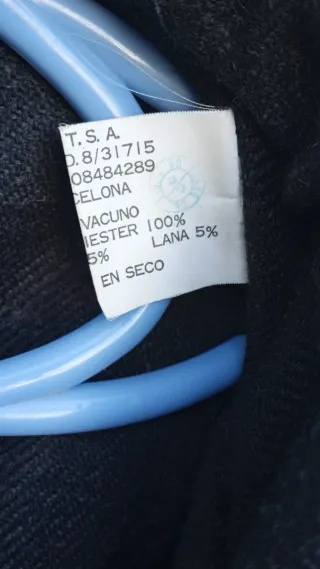 T. S. A.
O. 8/31715
08484289
CELONA
VACUNO
IESTER 100%
5% LANA 5%
EN SECO